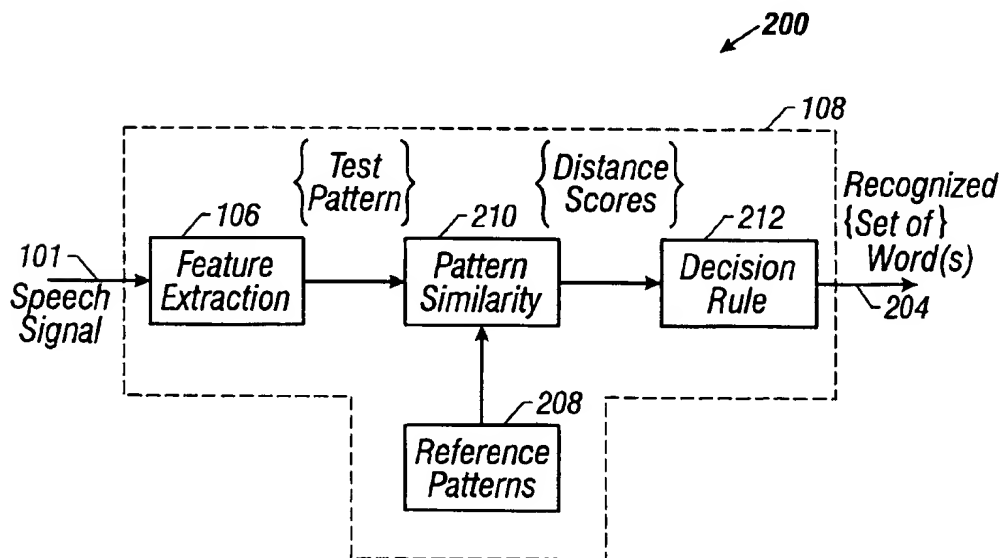 200
108
{Test
Pattern}
{Distance
Scores}
Recognized
{Set of}
Word(s)
106
210
212
101
Speech
Signal
Feature
Extraction
Pattern
Similarity
Decision
Rule
204
208
Reference
Patterns